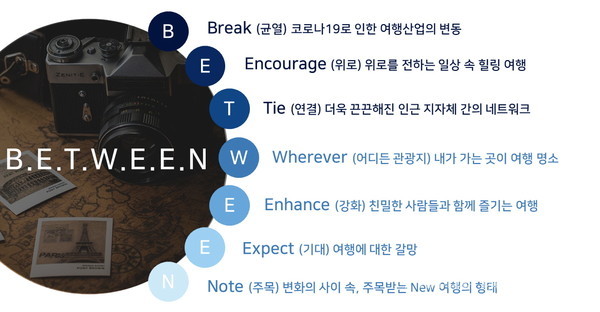 B.E.T.W.E.E.N
B Break (균열) 코로나19로 인한 여행산업의 변동
E Encourage (위로) 위로를 전하는 일상 속 힐링 여행
T Tie (연결) 더욱 끈끈해진 인근 지자체 간의 네트워크
W Wherever (어디든 관광지) 내가 가는 곳이 여행 명소
E Enhance (강화) 친밀한 사람들과 함께 즐기는 여행
E Expect (기대) 여행에 대한 갈망
N Note (주목) 변화의 사이 속, 주목받는 New 여행의 형태
PARIS